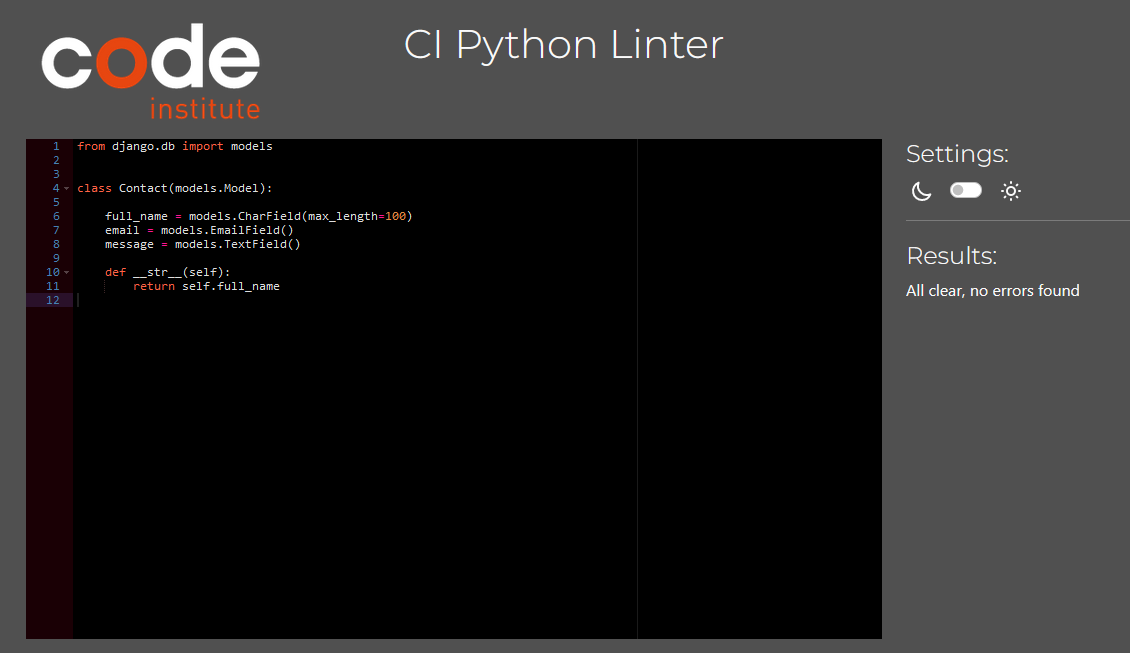 code
institute
CI Python Linter
1 from django.db import models
2
3
4 class Contact(models.Model):
5
6     full_name = models.CharField(max_length=100)
7     email = models.EmailField()
8     message = models.TextField()
9
10     def __str__(self):
11         return self.full_name
12
Settings:
Results:
All clear, no errors found